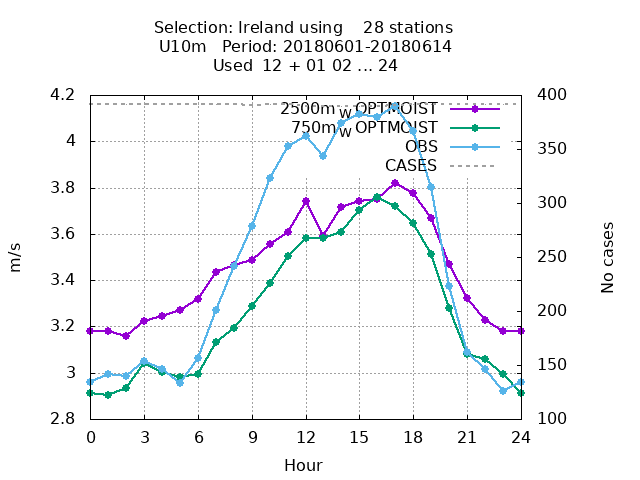 Selection: Ireland using    28 stations
U10m   Period: 20180601-20180614
Used  12 + 01 02 ... 24
4.2
4
3.8
3.6
3.4
3.2
3
2.8
m/s
400
350
300
250
200
150
100
No cases
2500m_W OPTMOIST
750m_W OPTMOIST
OBS
CASES
0 3 6 9 12 15 18 21 24
Hour